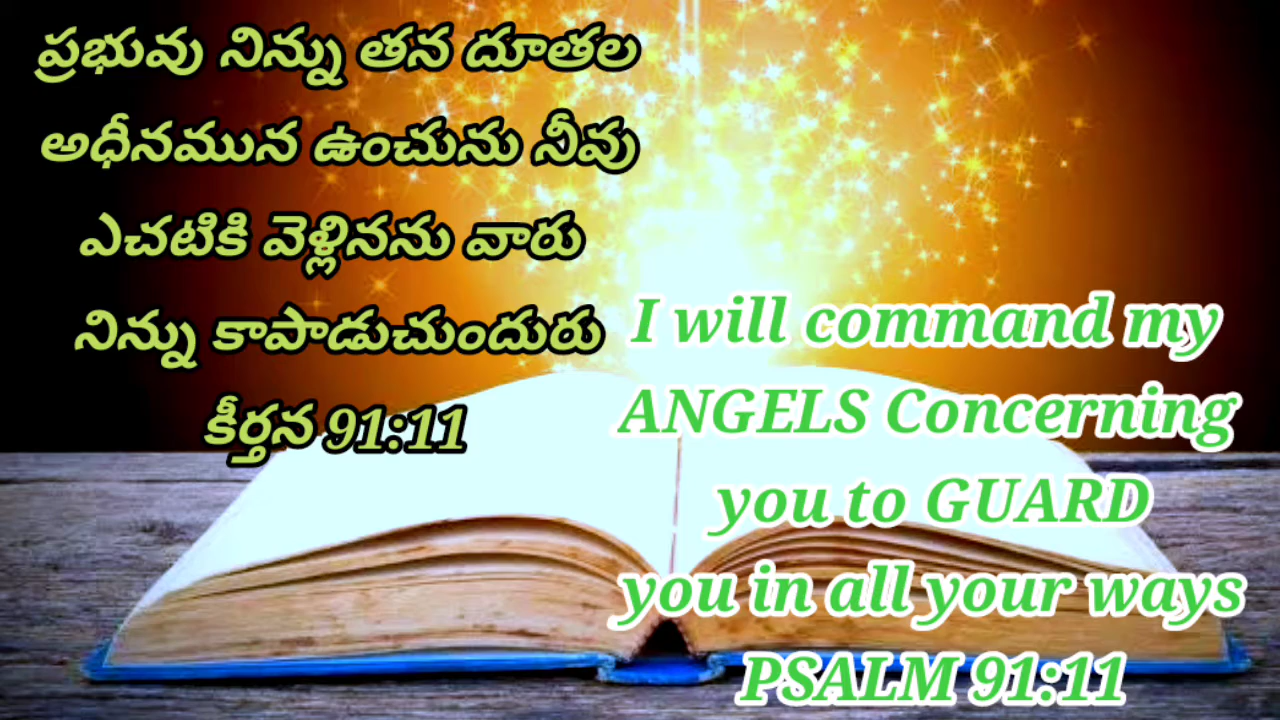 ప్రభువు నిన్ను తన దూతల
అధీనమున ఉంచును నీవు
ఎచటికి వెళ్లినను వారు
నిన్ను కాపాడుచుందురు
కీర్తన 91:11
I will command my
ANGELS Concerning
you to GUARD
you in all your ways
PSALM 91:11